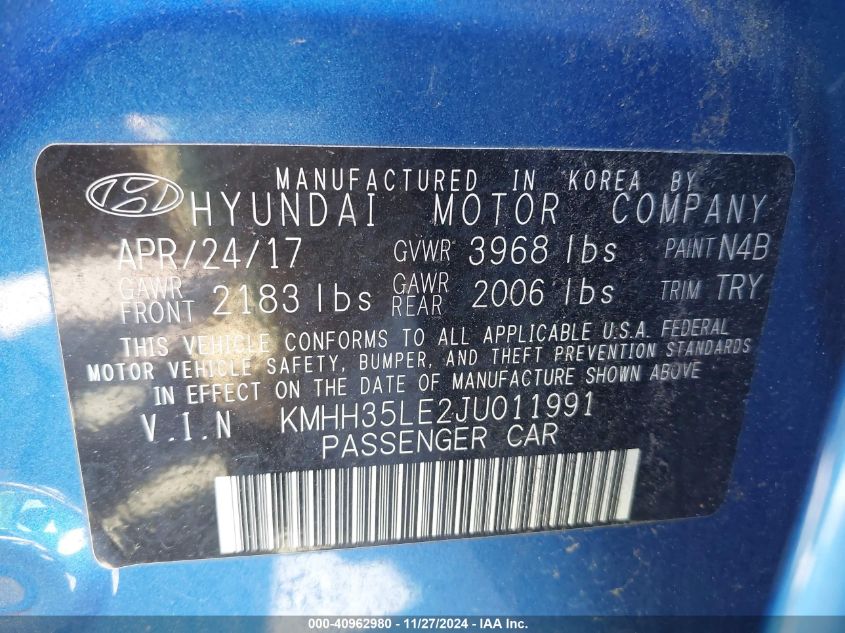 MANUFACTURED IN KOREA BY
HYUNDAI MOTOR COMPANY
APR/24/17 GVWR 3968 lbs PAINT N4B
GAWR FRONT 2183 lbs GAWR REAR 2006 lbs TRIM TRY
THIS VEHICLE CONFORMS TO ALL APPLICABLE U.S.A. FEDERAL
MOTOR VEHICLE SAFETY, BUMPER, AND THEFT PREVENTION STANDARDS
IN EFFECT ON THE DATE OF MANUFACTURE SHOWN ABOVE
V.I.N KMHH35LE2JU011991
PASSENGER CAR
000-40962980 - 11/27/2024 - IAA Inc.